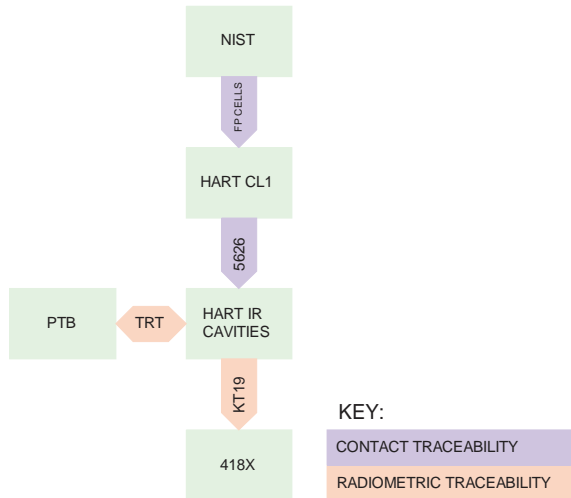 NIST
FP CELLS
HART CL1
5626
PTB
TRT
HART IR
CAVITIES
KT19
418X
KEY:
CONTACT TRACEABILITY
RADIOMETRIC TRACEABILITY